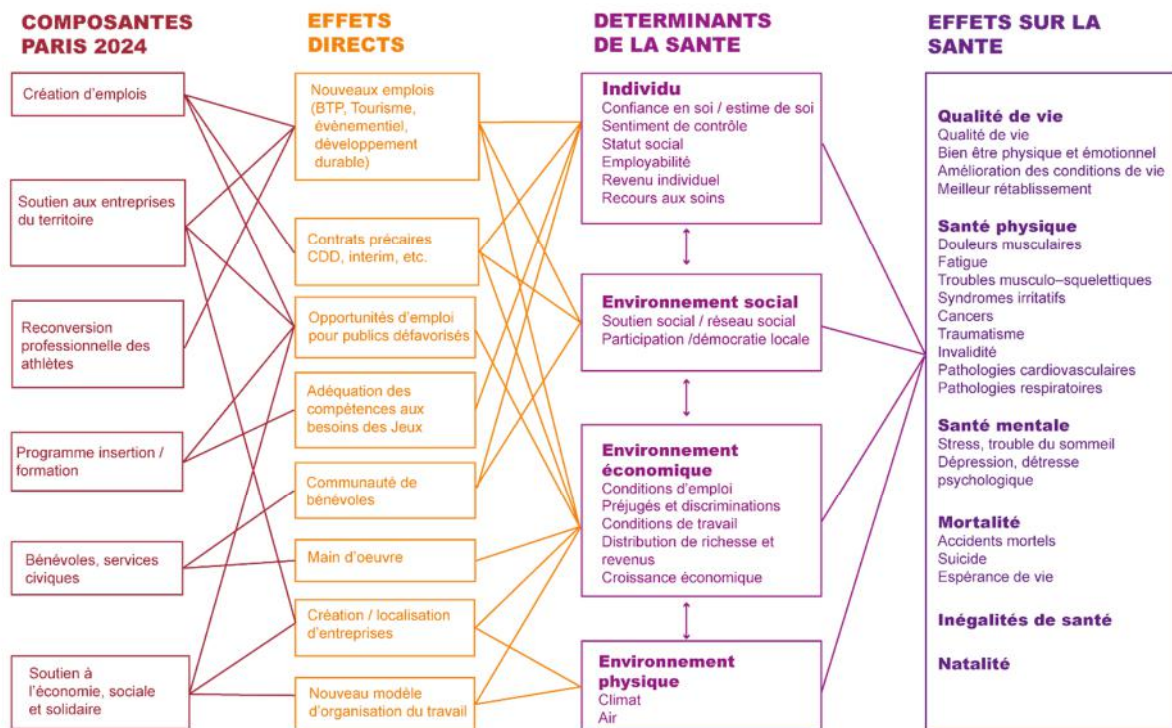 COMPOSANTES
PARIS 2024
Création d'emplois
Soutien aux entreprises
du territoire
Reconversion
professionnelle des
athlètes
Programme insertion /
formation
Bénévoles, services
civiques
Soutien à
l'économie, sociale
et solidaire
EFFETS
DIRECTS
Nouveaux emplois
(BTP, Tourisme,
évènementiel,
développement
durable)
Contrats précaires
CDD, interim, etc.
Opportunités d'emploi
pour publics défavorisés
Adéquation des
compétences aux
besoins des Jeux
Communauté de
bénévoles
Main d'oeuvre
Création / localisation
d'entreprises
Nouveau modèle
d'organisation du travail
DETERMINANTS
DE LA SANTE
Individu
Confiance en soi / estime de soi
Sentiment de contrôle
Statut social
Employabilité
Revenu individuel
Recours aux soins
Environnement social
Soutien social / réseau social
Participation /démocratie locale
Environnement
économique
Conditions d'emploi
Préjugés et discriminations
Conditions de travail
Distribution de richesse et
revenus
Croissance économique
Environnement
physique
Climat
Air
EFFETS SUR LA
SANTE
Qualité de vie
Qualité de vie
Bien être physique et émotionnel
Amélioration des conditions de vie
Meilleur rétablissement
Santé physique
Douleurs musculaires
Fatigue
Troubles musculo–squelettiques
Syndromes irritatifs
Cancers
Traumatisme
Invalidité
Pathologies cardiovasculaires
Pathologies respiratoires
Santé mentale
Stress, trouble du sommeil
Dépression, détresse
psychologique
Mortalité
Accidents mortels
Suicide
Espérance de vie
Inégalités de santé
Natalité